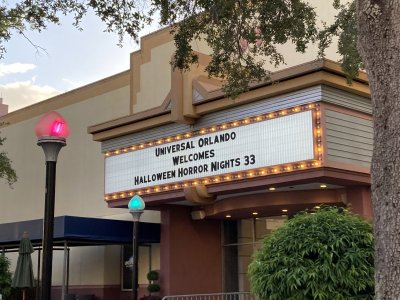 Universal Orlando
Welcomes
Halloween Horror Nights 33